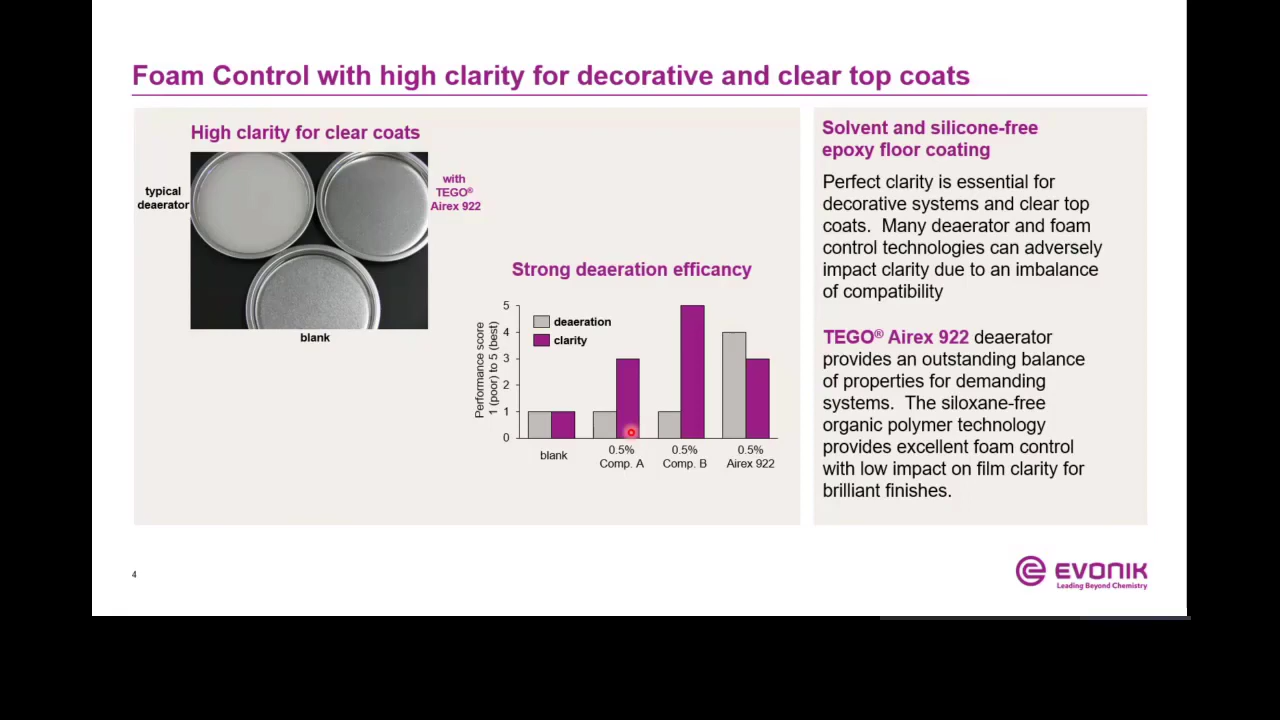 Foam Control with high clarity for decorative and clear top coats
High clarity for clear coats
typical
deaerator
with
TEGO®
Airex 922
blank
Strong deaeration efficancy
Performance score
1 (poor) to 5 (best)
5
4
3
2
1
0
deaeration
clarity
blank
0.5%
Comp. A
0.5%
Comp. B
0.5%
Airex 922
Solvent and silicone-free
epoxy floor coating
Perfect clarity is essential for
decorative systems and clear top
coats. Many deaerator and foam
control technologies can adversely
impact clarity due to an imbalance
of compatibility
TEGO® Airex 922 deaerator
provides an outstanding balance
of properties for demanding
systems. The siloxane-free
organic polymer technology
provides excellent foam control
with low impact on film clarity for
brilliant finishes.
4
EVONIK
Leading Beyond Chemistry